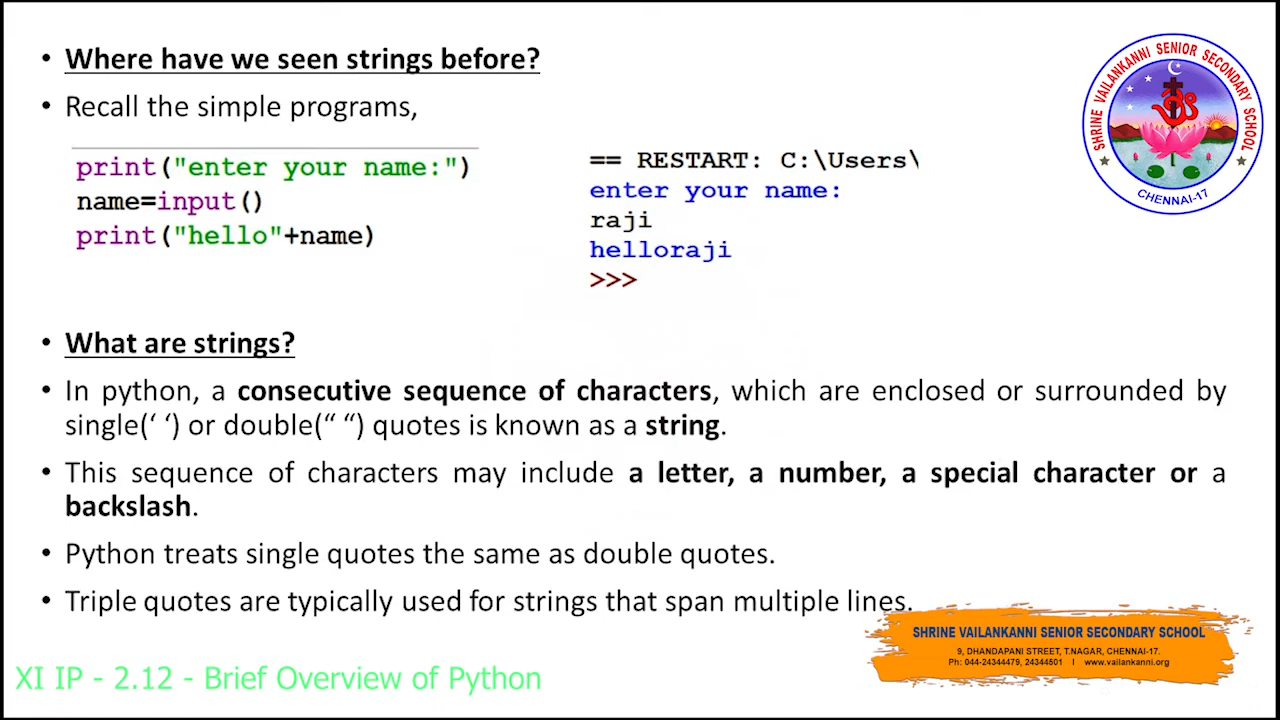 • Where have we seen strings before?
• Recall the simple programs,
print("enter your name:")
name=input()
print("hello"+name)
== RESTART: C:\Users\
enter your name:
raji
helloraji
>>>
SHRINE VAILANKANNI SENIOR SECONDARY SCHOOL
CHENNAI-17
• What are strings?
• In python, a consecutive sequence of characters, which are enclosed or surrounded by
single(‘ ‘) or double(“ “) quotes is known as a string.
• This sequence of characters may include a letter, a number, a special character or a
backslash.
• Python treats single quotes the same as double quotes.
• Triple quotes are typically used for strings that span multiple lines.
SHRINE VAILANKANNI SENIOR SECONDARY SCHOOL
9, DHANDAPANI STREET, T.NAGAR, CHENNAI-17.
Ph: 044-24344479, 24344501 I www.vailankanni.org
XI IP - 2.12 - Brief Overview of Python